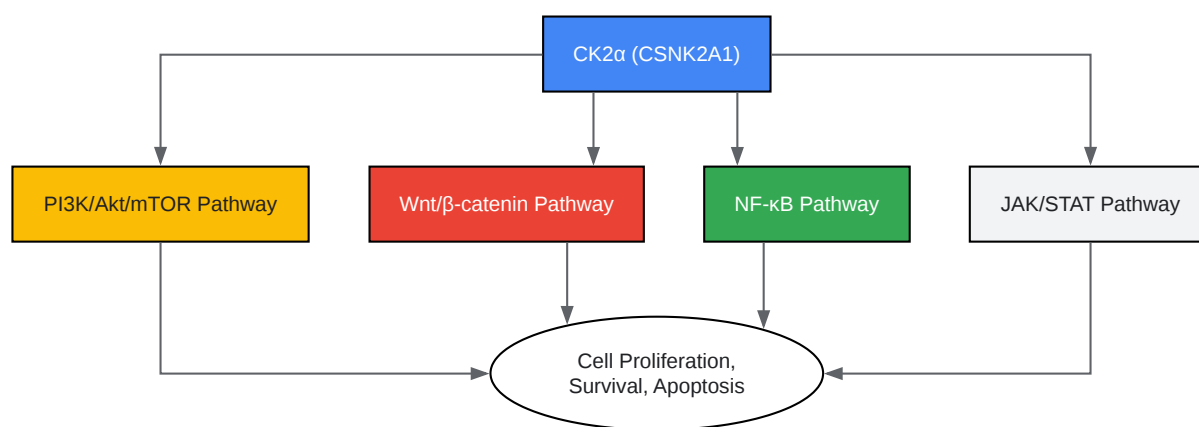 CK2α (CSNK2A1)
PI3K/Akt/mTOR Pathway
Wnt/β-catenin Pathway
NF-κB Pathway
JAK/STAT Pathway
Cell Proliferation,
Survival, Apoptosis